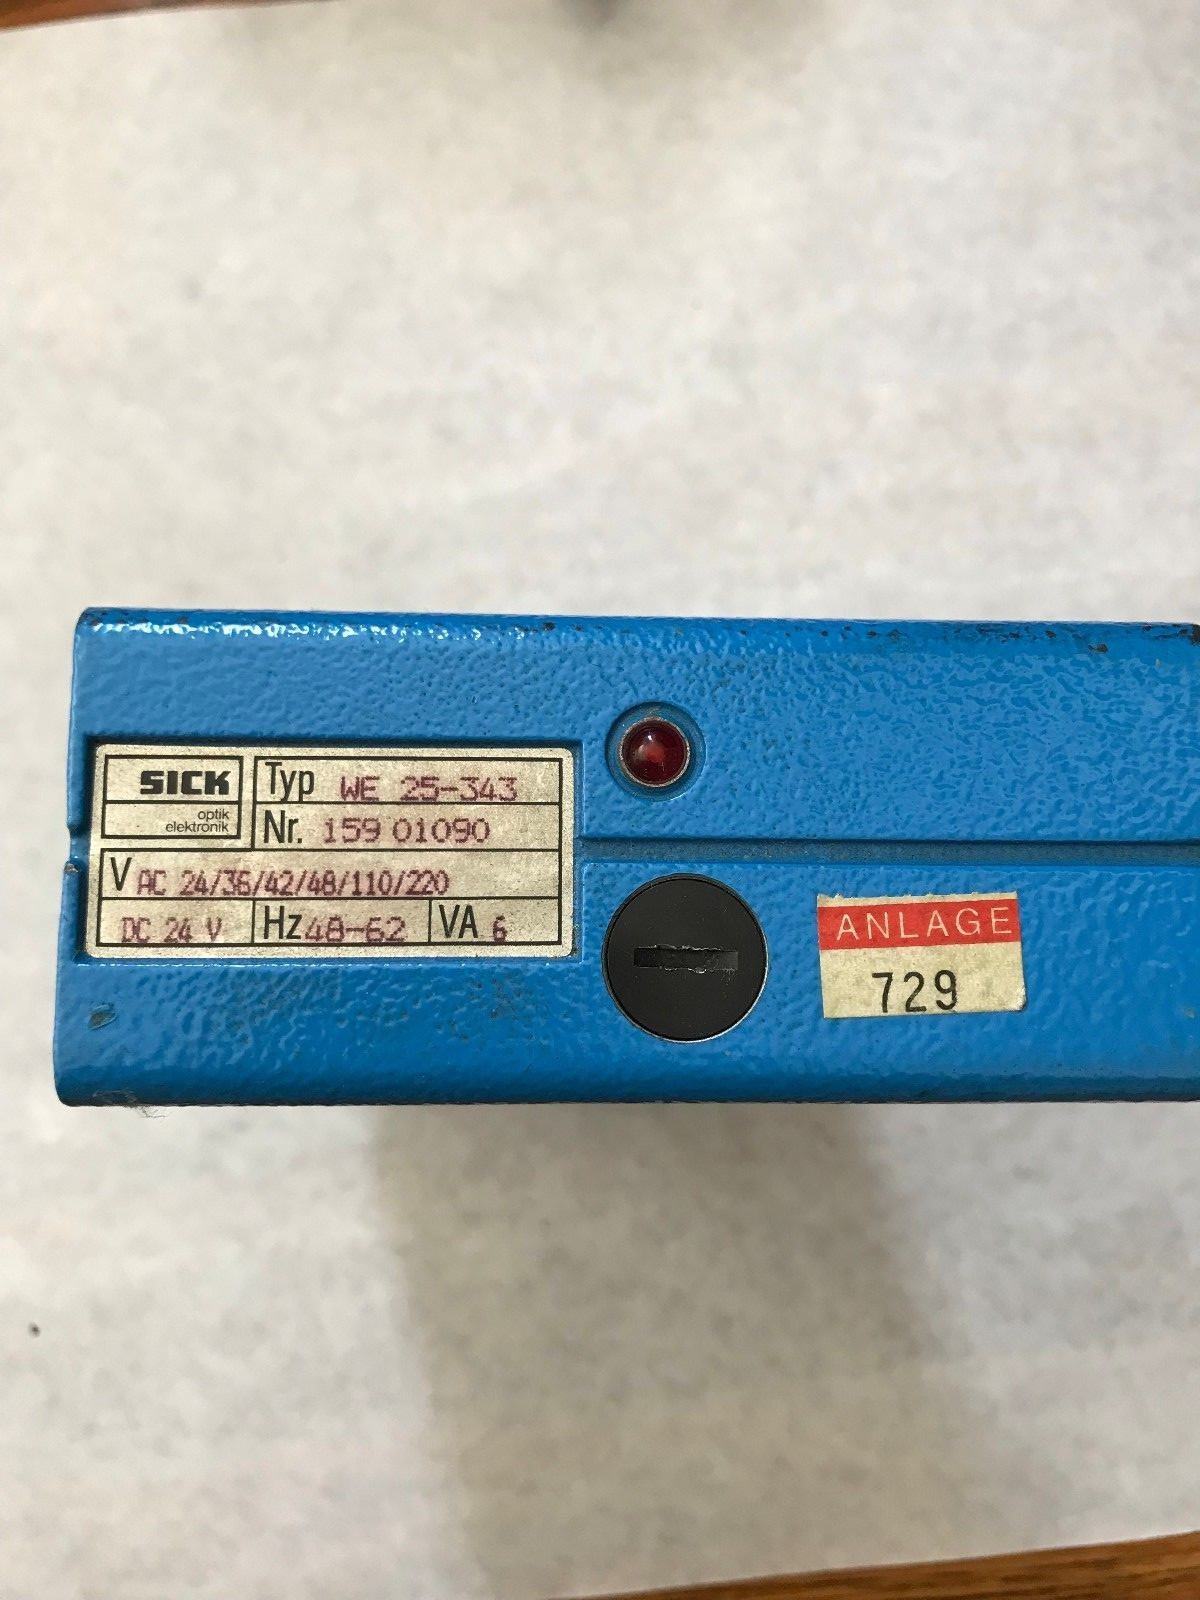 SICK
optik
elektronik
Typ WE 25-343
Nr. 159 01090
V AC 24/36/42/48/110/220
DC 24 V Hz 48-62 VA 6
ANLAGE
729